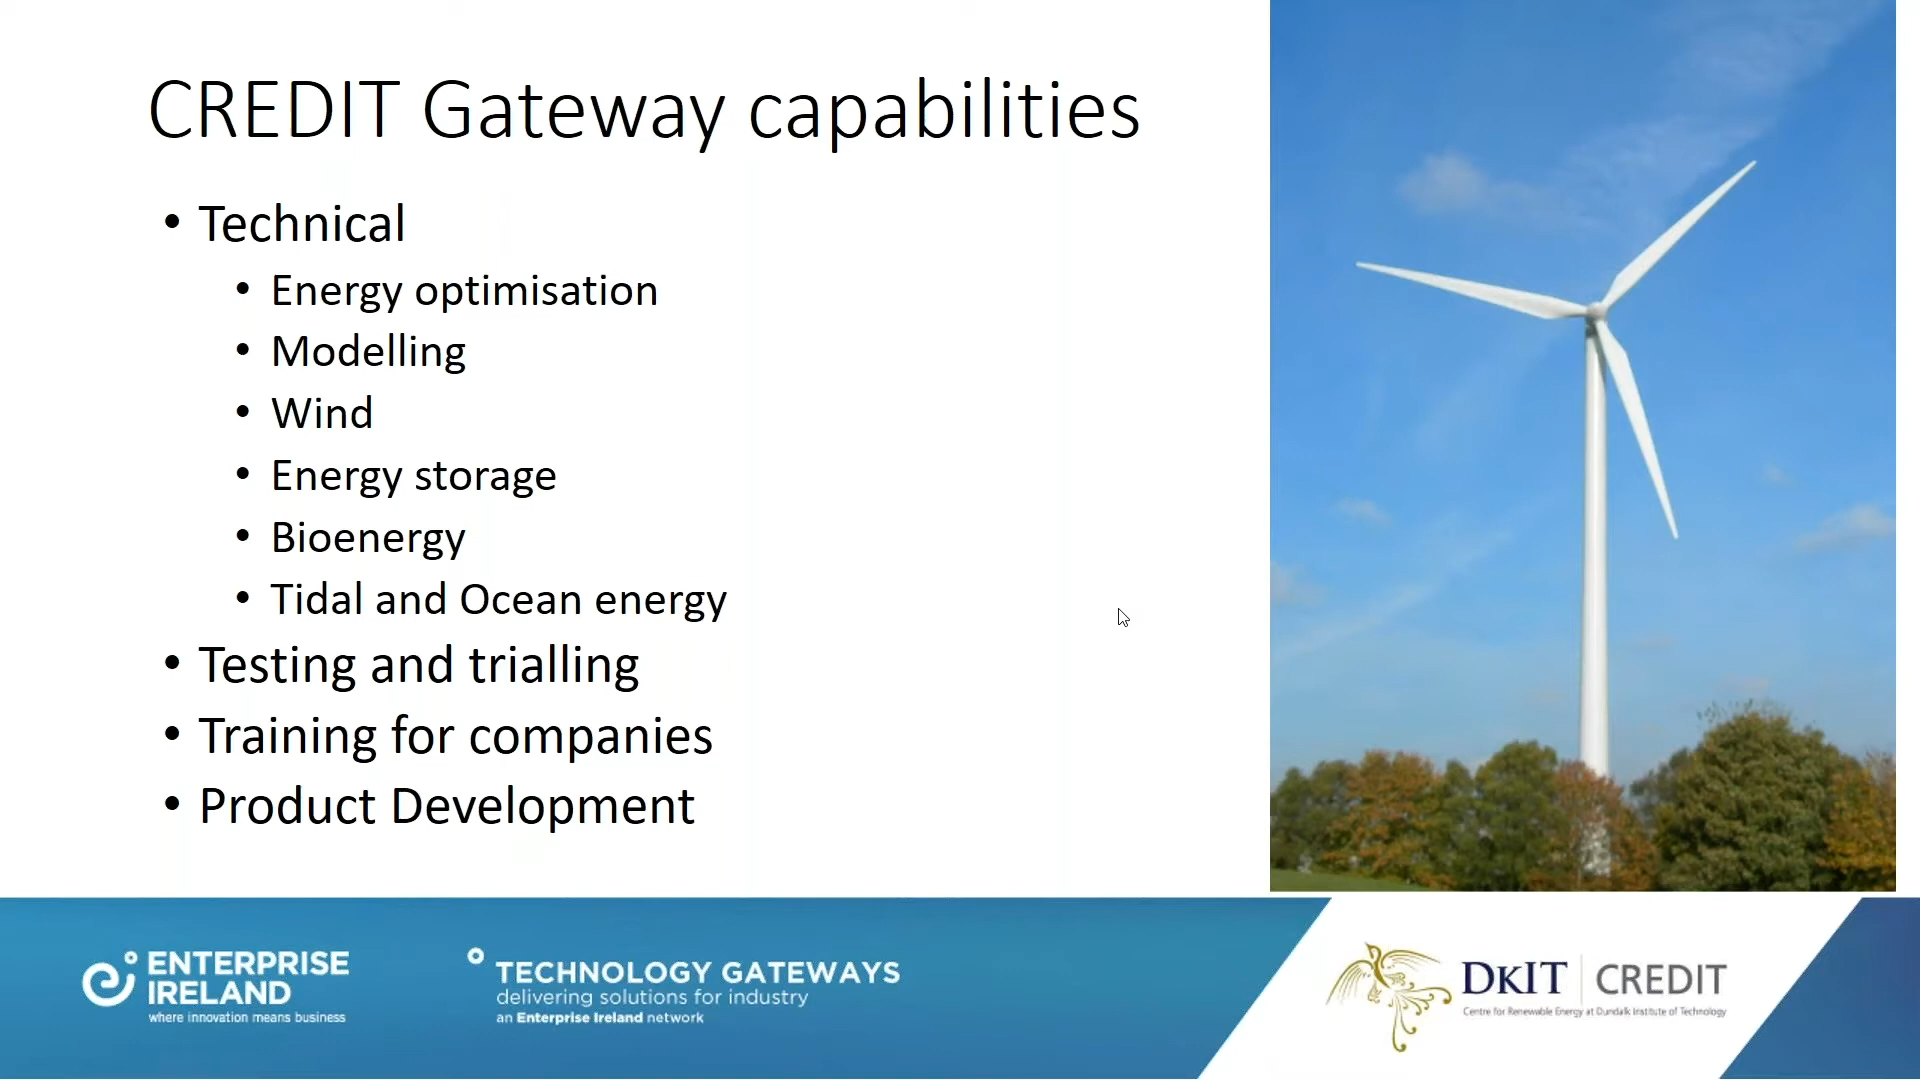 CREDIT Gateway capabilities
• Technical
• Energy optimisation
• Modelling
• Wind
• Energy storage
• Bioenergy
• Tidal and Ocean energy
• Testing and trialling
• Training for companies
• Product Development
ENTERPRISE
IRELAND
where innovation means business
TECHNOLOGY GATEWAYS
delivering solutions for industry
an Enterprise Ireland network
DkIT CREDIT
Centre for Renewable Energy at Dundalk Institute of Technology